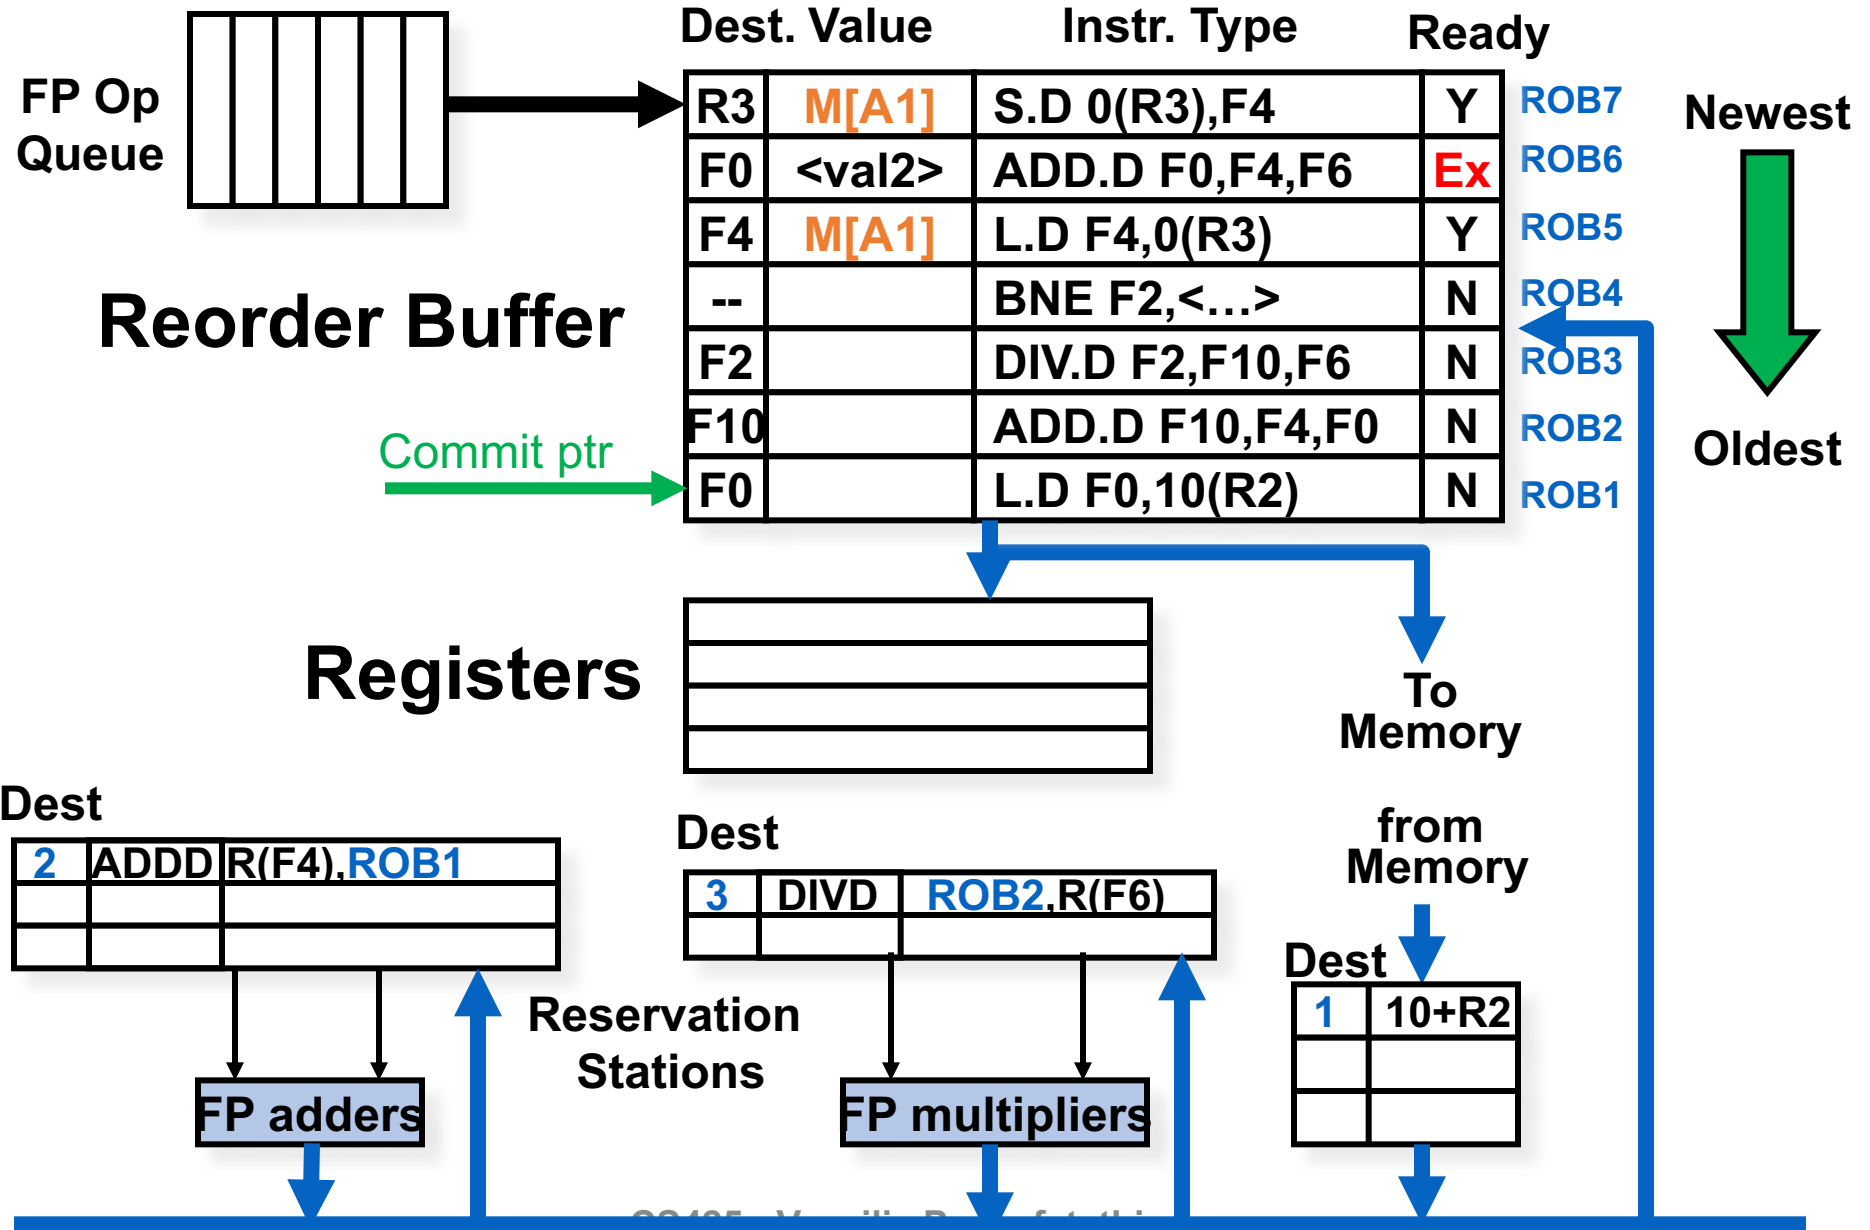 Dest. Value Instr. Type Ready
FP Op
Queue
R3 M[A1] S.D 0(R3),F4 Y ROB7
F0 <val2> ADD.D F0,F4,F6 Ex ROB6
F4 M[A1] L.D F4,0(R3) Y ROB5
-- BNE F2,<…> N ROB4
F2 DIV.D F2,F10,F6 N ROB3
F10 ADD.D F10,F4,F0 N ROB2
F0 L.D F0,10(R2) N ROB1
Newest
Oldest
Reorder Buffer
Commit ptr
Registers
To
Memory
Dest
2 ADDD R(F4),ROB1
Dest
3 DIVD ROB2,R(F6)
from
Memory
Dest
1 10+R2
Reservation
Stations
FP adders
FP multipliers